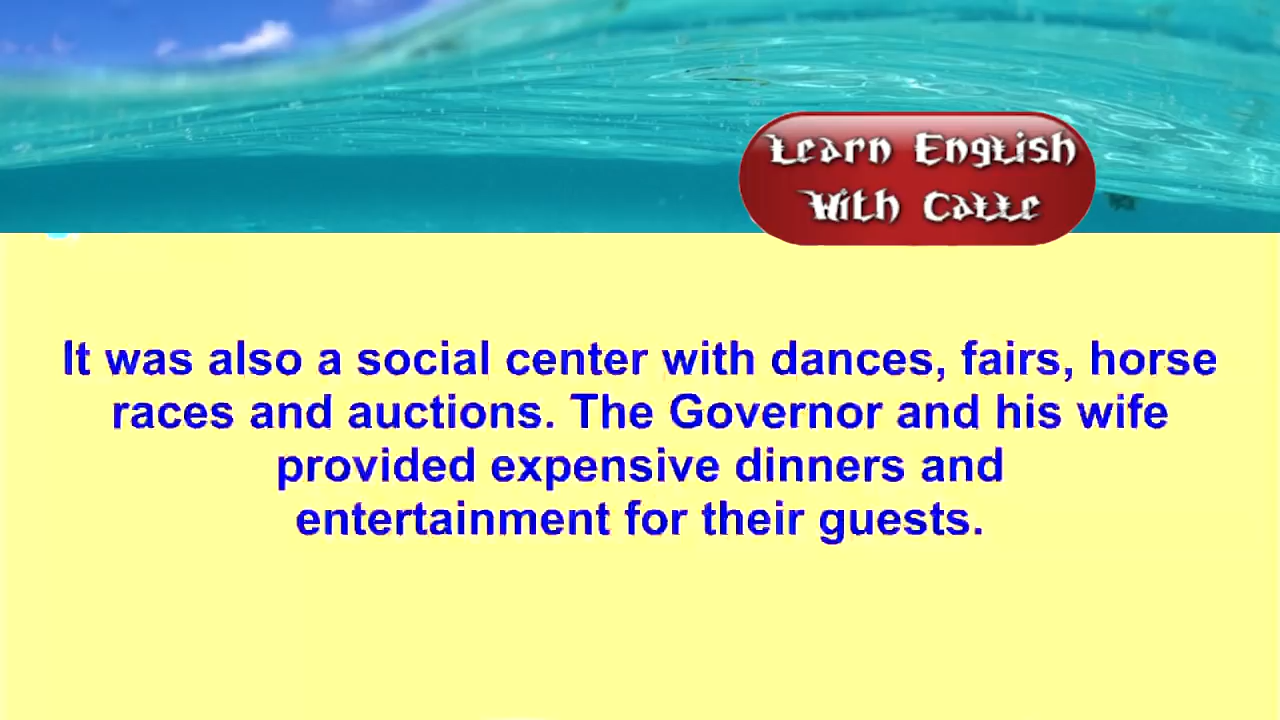 Learn English
With Catte
It was also a social center with dances, fairs, horse
races and auctions. The Governor and his wife
provided expensive dinners and
entertainment for their guests.